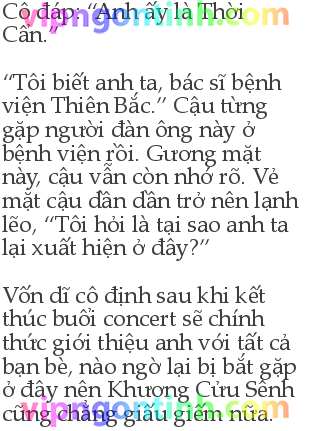 Cô đáp: “Anh ấy là Thời
Cẩn.”
“Tôi biết anh ta, bác sĩ bệnh
viện Thiên Bắc.” Cậu từng
gặp người đàn ông này ở
bệnh viện rồi. Gương mặt
này, cậu vẫn còn nhớ rõ. Vẻ
mặt cậu dần dần trở nên lạnh
lẽo, “Tôi hỏi là tại sao anh ta
lại xuất hiện ở đây?”
Vốn dĩ cô định sau khi kết
thúc buổi concert sẽ chính
thức giới thiệu anh với tất cả
bạn bè, nào ngờ lại bị bắt gặp
ở đây nên Khương Cửu Sênh
cũng chẳng giấu giếm nữa.
vipngontinh.com
vipngontinh.com